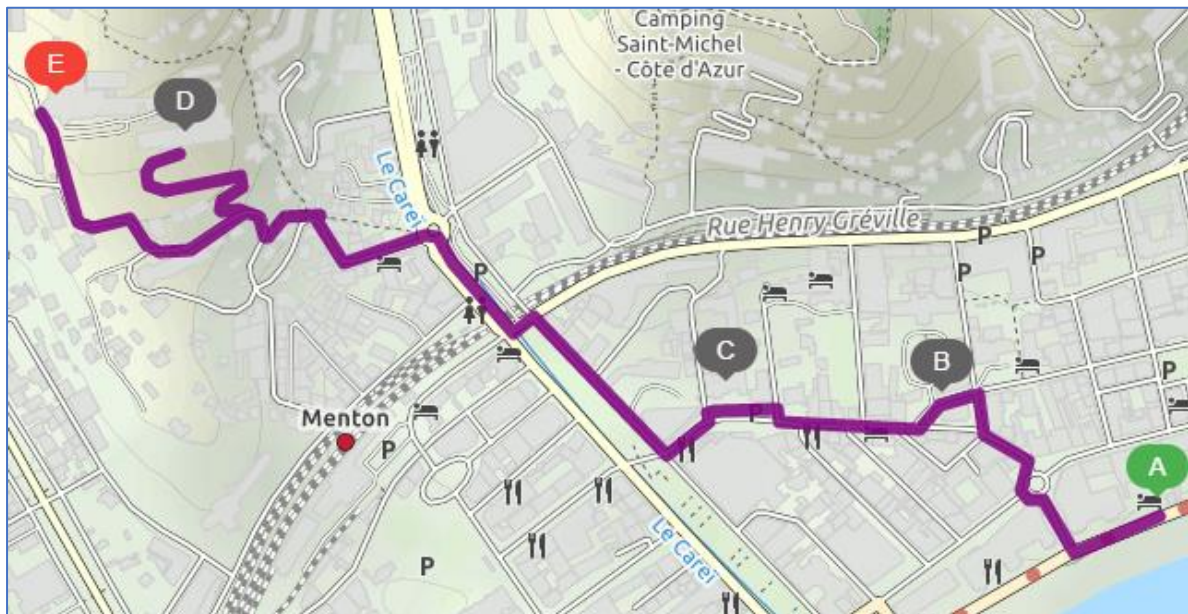 Camping
Saint-Michel
- Côte d'Azur
E
D
Le Careï
Rue Henry Gréville
P
P
P
P
C
B
P
P
Menton
P
A
Le Careï
P
P